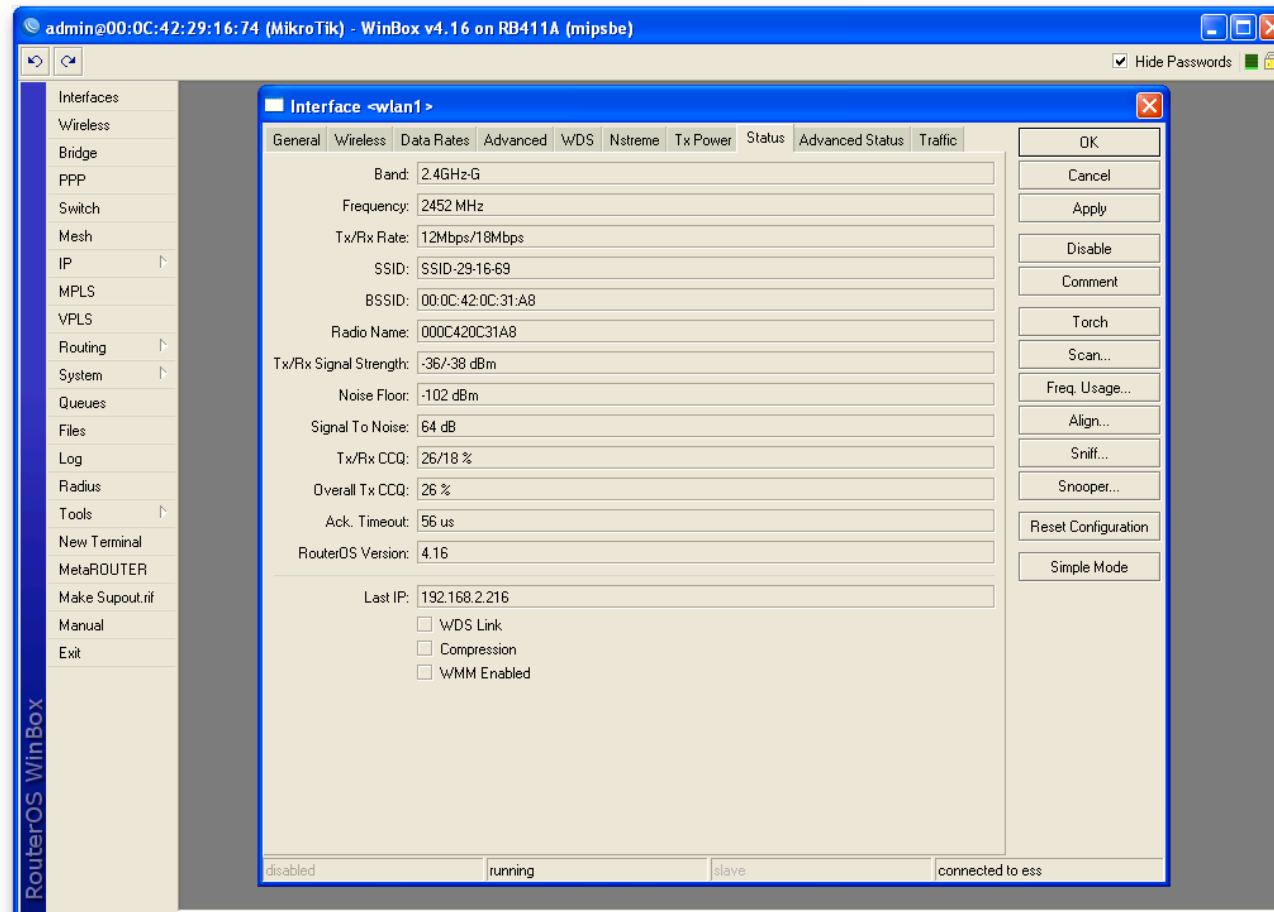 admin@00:0C:42:29:16:74 (MikroTik) - WinBox v4.16 on RB411A (mipsbe)
Hide Passwords
Interfaces
Wireless
Bridge
PPP
Switch
Mesh
IP
MPLS
VPLS
Routing
System
Queues
Files
Log
Radius
Tools
New Terminal
MetaROUTER
Make Supout.rif
Manual
Exit
RouterOS WinBox
Interface <wlan1>
General Wireless Data Rates Advanced WDS Nstreme Tx Power Status Advanced Status Traffic
Band: 2.4GHz-G
Frequency: 2452 MHz
Tx/Rx Rate: 12Mbps/18Mbps
SSID: SSID-29-16-69
BSSID: 00:0C:42:0C:31:A8
Radio Name: 000C420C31A8
Tx/Rx Signal Strength: -36/-38 dBm
Noise Floor: -102 dBm
Signal To Noise: 64 dB
Tx/Rx CCQ: 26/18 %
Overall Tx CCQ: 26 %
Ack. Timeout: 56 us
RouterOS Version: 4.16
Last IP: 192.168.2.216
WDS Link
Compression
WMM Enabled
OK
Cancel
Apply
Disable
Comment
Torch
Scan...
Freq. Usage...
Align...
Sniff...
Snooper...
Reset Configuration
Simple Mode
disabled running slave connected to ess